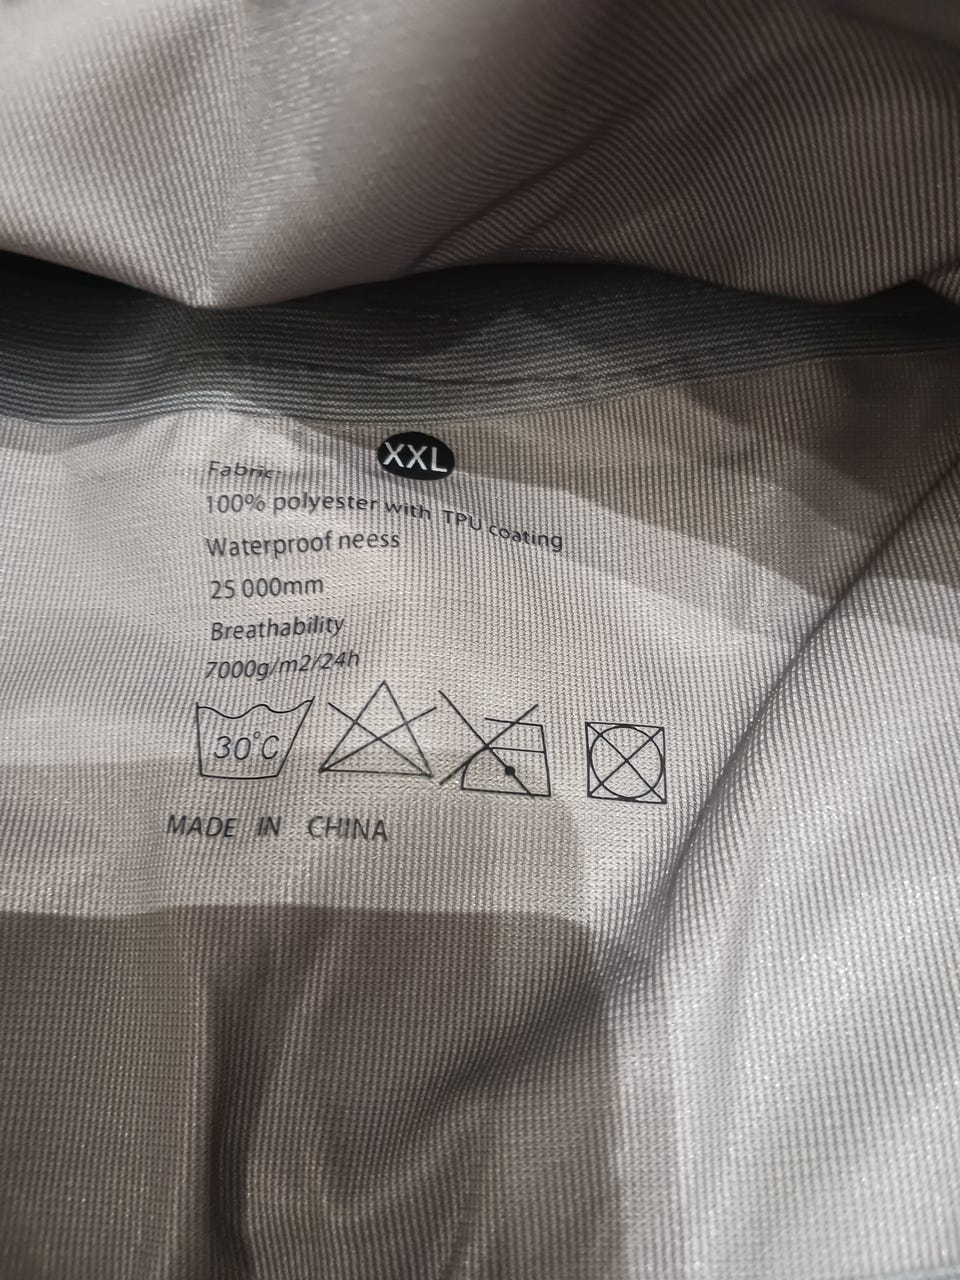 XXL
Fabric:
100% polyester with TPU coating
Waterproof neess
25 000mm
Breathability
7000g/m2/24h
30°C
MADE IN CHINA